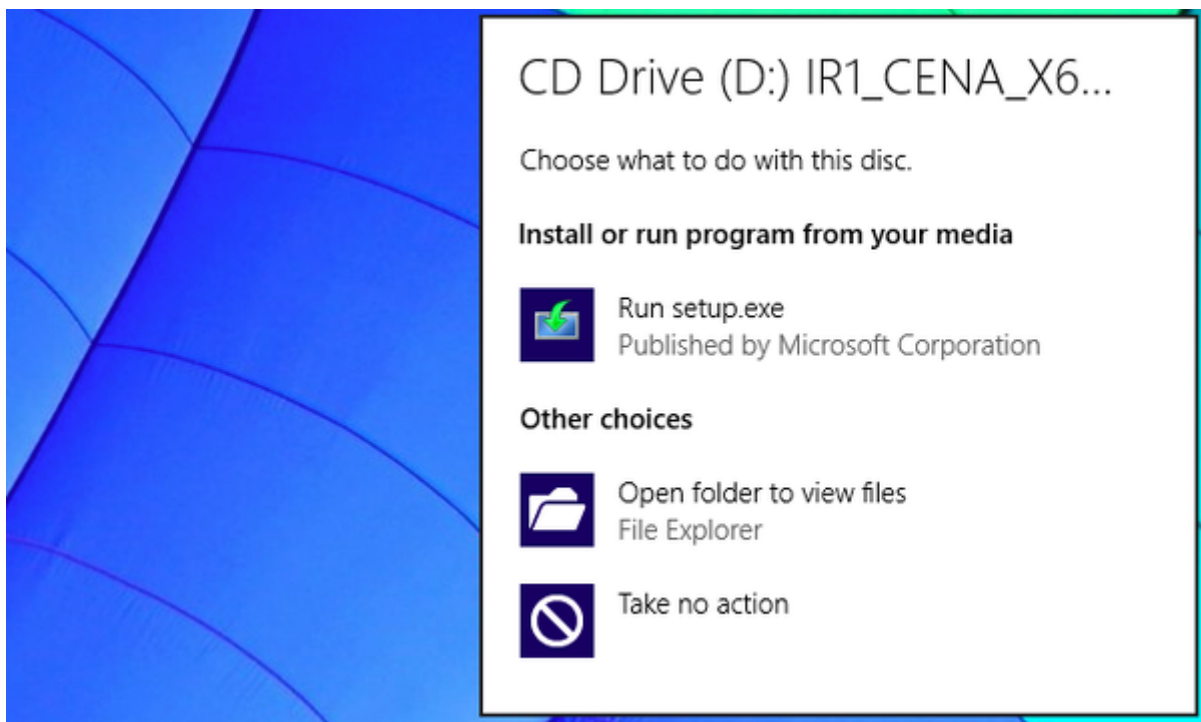 CD Drive (D:) IR1_CENA_X6...
Choose what to do with this disc.
Install or run program from your media
Run setup.exe
Published by Microsoft Corporation
Other choices
Open folder to view files
File Explorer
Take no action